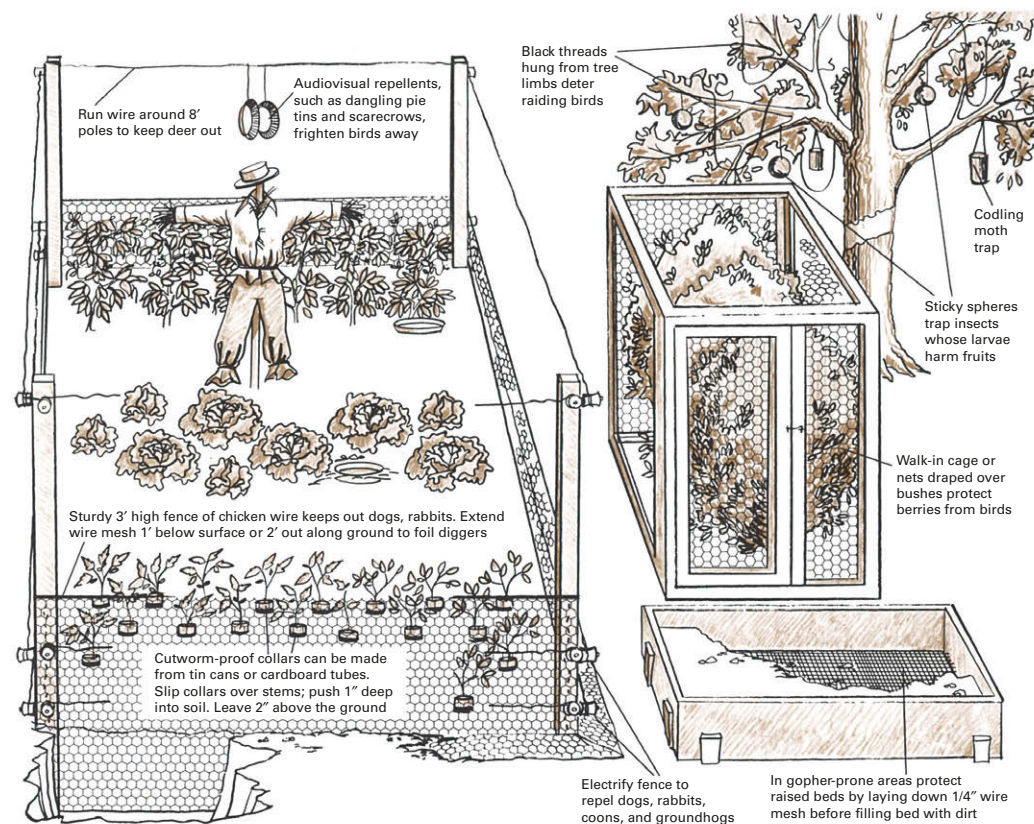 Run wire around 8′
poles to keep deer out
Audiovisual repellents,
such as dangling pie
tins and scarecrows,
frighten birds away
Black threads
hung from tree
limbs deter
raiding birds
Codling
moth
trap
Sticky spheres
trap insects
whose larvae
harm fruits
Walk-in cage or
nets draped over
bushes protect
berries from birds
Sturdy 3′ high fence of chicken wire keeps out dogs, rabbits. Extend
wire mesh 1′ below surface or 2′ out along ground to foil diggers
Cutworm-proof collars can be made
from tin cans or cardboard tubes.
Slip collars over stems; push 1″ deep
into soil. Leave 2″ above the ground
Electrify fence to
repel dogs, rabbits,
coons, and groundhogs
In gopher-prone areas protect
raised beds by laying down 1/4″ wire
mesh before filling bed with dirt